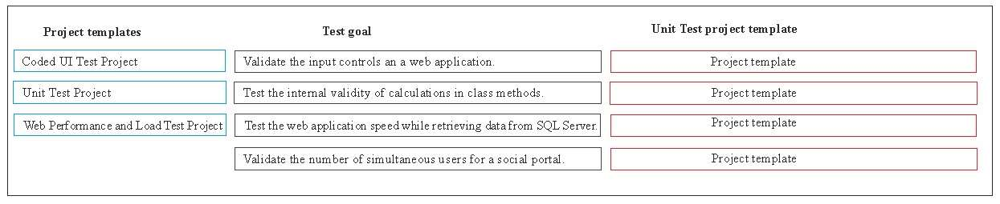 Project templates Test goal Unit Test project template
Coded UI Test Project Validate the input controls an a web application. Project template
Unit Test Project Test the internal validity of calculations in class methods. Project template
Web Performance and Load Test Project Test the web application speed while retrieving data from SQL Server. Project template
Validate the number of simultaneous users for a social portal. Project template